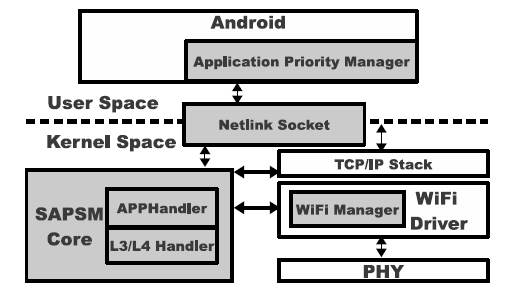 Android
Application Priority Manager
User Space
Netlink Socket
Kernel Space
TCP/IP Stack
SAPSM
Core
APPHandler
L3/L4 Handler
WiFi Manager
WiFi
Driver
PHY